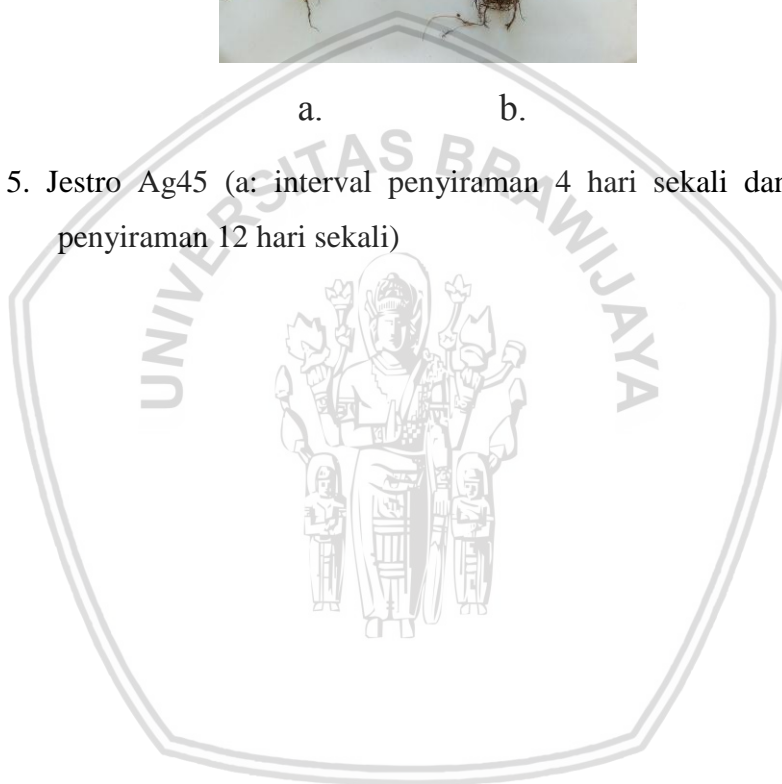 a. b.
5. Jestro Ag45 (a: interval penyiraman 4 hari sekali dan
penyiraman 12 hari sekali)
UNIVERSITAS BRAWIJAYA